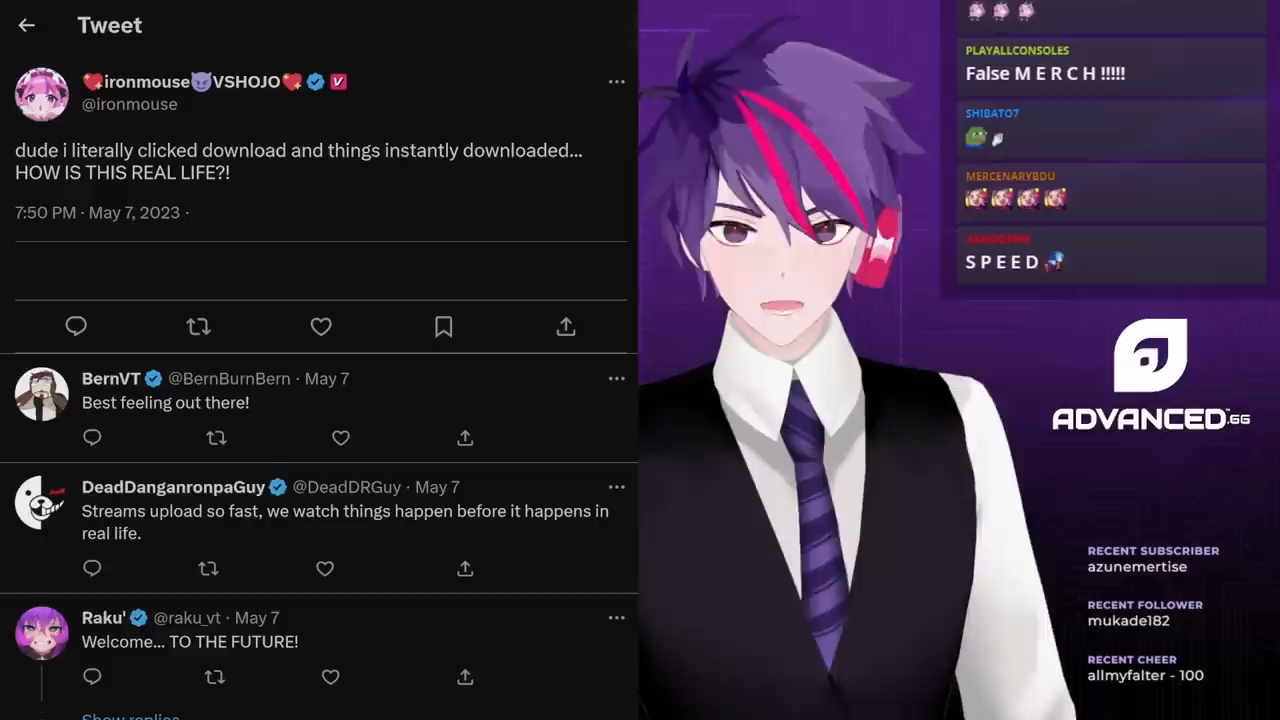 Tweet
💖ironmouse😈VSHOJO💖
@ironmouse
dude i literally clicked download and things instantly downloaded...
HOW IS THIS REAL LIFE?!
7:50 PM · May 7, 2023 ·
BernVT @BernBurnBern · May 7
Best feeling out there!
DeadDanganronpaGuy @DeadDRGuy · May 7
Streams upload so fast, we watch things happen before it happens in
real life.
Raku' @raku_vt · May 7
Welcome... TO THE FUTURE!
Show replies
PLAYALLCONSOLES
False M E R C H !!!!!
SHIBATO7
MERCENARYBDU
S P E E D
ADVANCED.GG
RECENT SUBSCRIBER
azunemertise
RECENT FOLLOWER
mukade182
RECENT CHEER
allmyfalter - 100